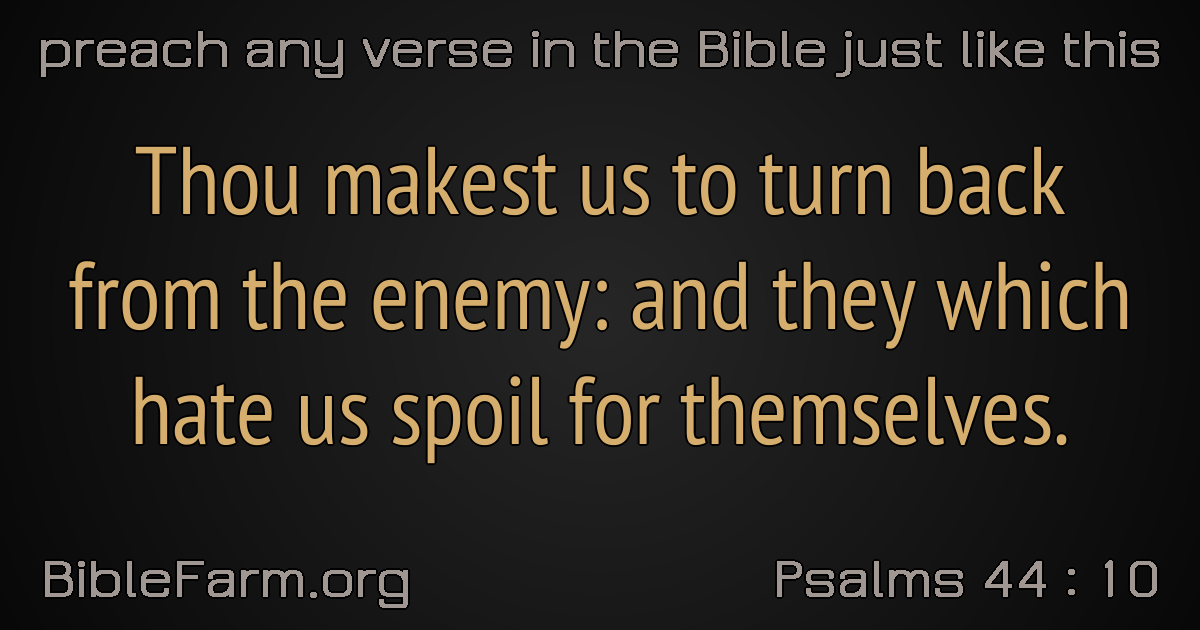 preach any verse in the Bible just like this
Thou makest us to turn back
from the enemy: and they which
hate us spoil for themselves.
BibleFarm.org
Psalms 44 : 10